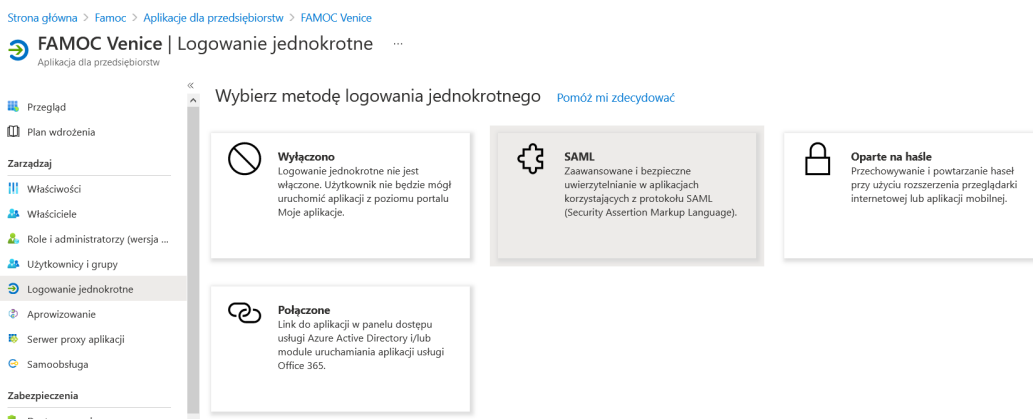 Strona główna > Famoc > Aplikacje dla przedsiębiorstw > FAMOC Venice
FAMOC Venice | Logowanie jednokrotne ...
Aplikacja dla przedsiębiorstw
«
Przegląd
Plan wdrożenia
Zarządzaj
Właściwości
Właściciele
Role i administratorzy (wersja ...
Użytkownicy i grupy
Logowanie jednokrotne
Aprowizowanie
Serwer proxy aplikacji
Samoobsługa
Zabezpieczenia
Wybierz metodę logowania jednokrotnego Pomóż mi zdecydować
Wyłączono
Logowanie jednokrotne nie jest
włączone. Użytkownik nie będzie mógł
uruchomić aplikacji z poziomu portalu
Moje aplikacje.
SAML
Zaawansowane i bezpieczne
uwierzytelnianie w aplikacjach
korzystających z protokołu SAML
(Security Assertion Markup Language).
Oparte na haśle
Przechowywanie i powtarzanie haseł
przy użyciu rozszerzenia przeglądarki
internetowej lub aplikacji mobilnej.
Połączone
Link do aplikacji w panelu dostępu
usługi Azure Active Directory i/lub
module uruchamiania aplikacji usługi
Office 365.